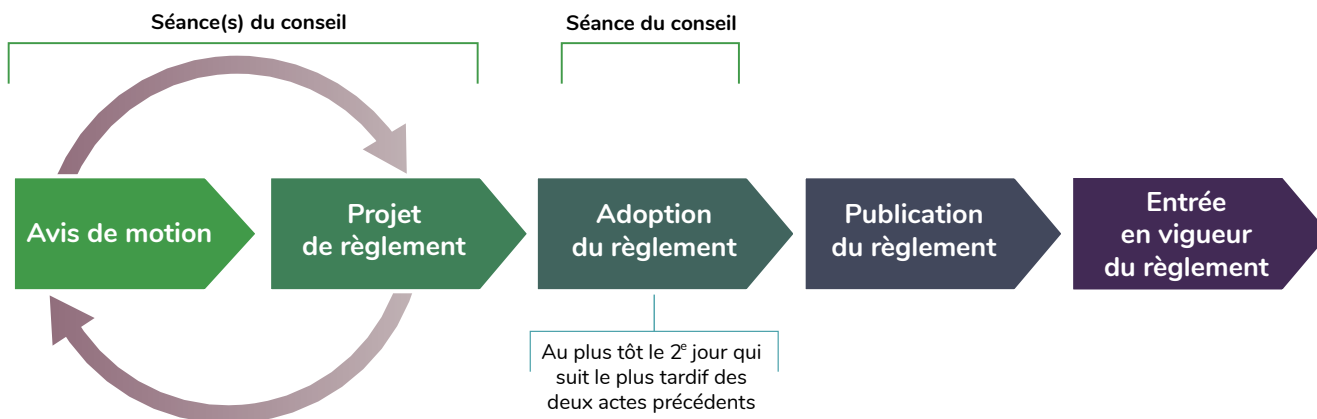 Séance(s) du conseil
Séance du conseil
Avis de motion
Projet
de règlement
Adoption
du règlement
Publication
du règlement
Entrée
en vigueur
du règlement
Au plus tôt le 2e jour qui
suit le plus tardif des
deux actes précédents